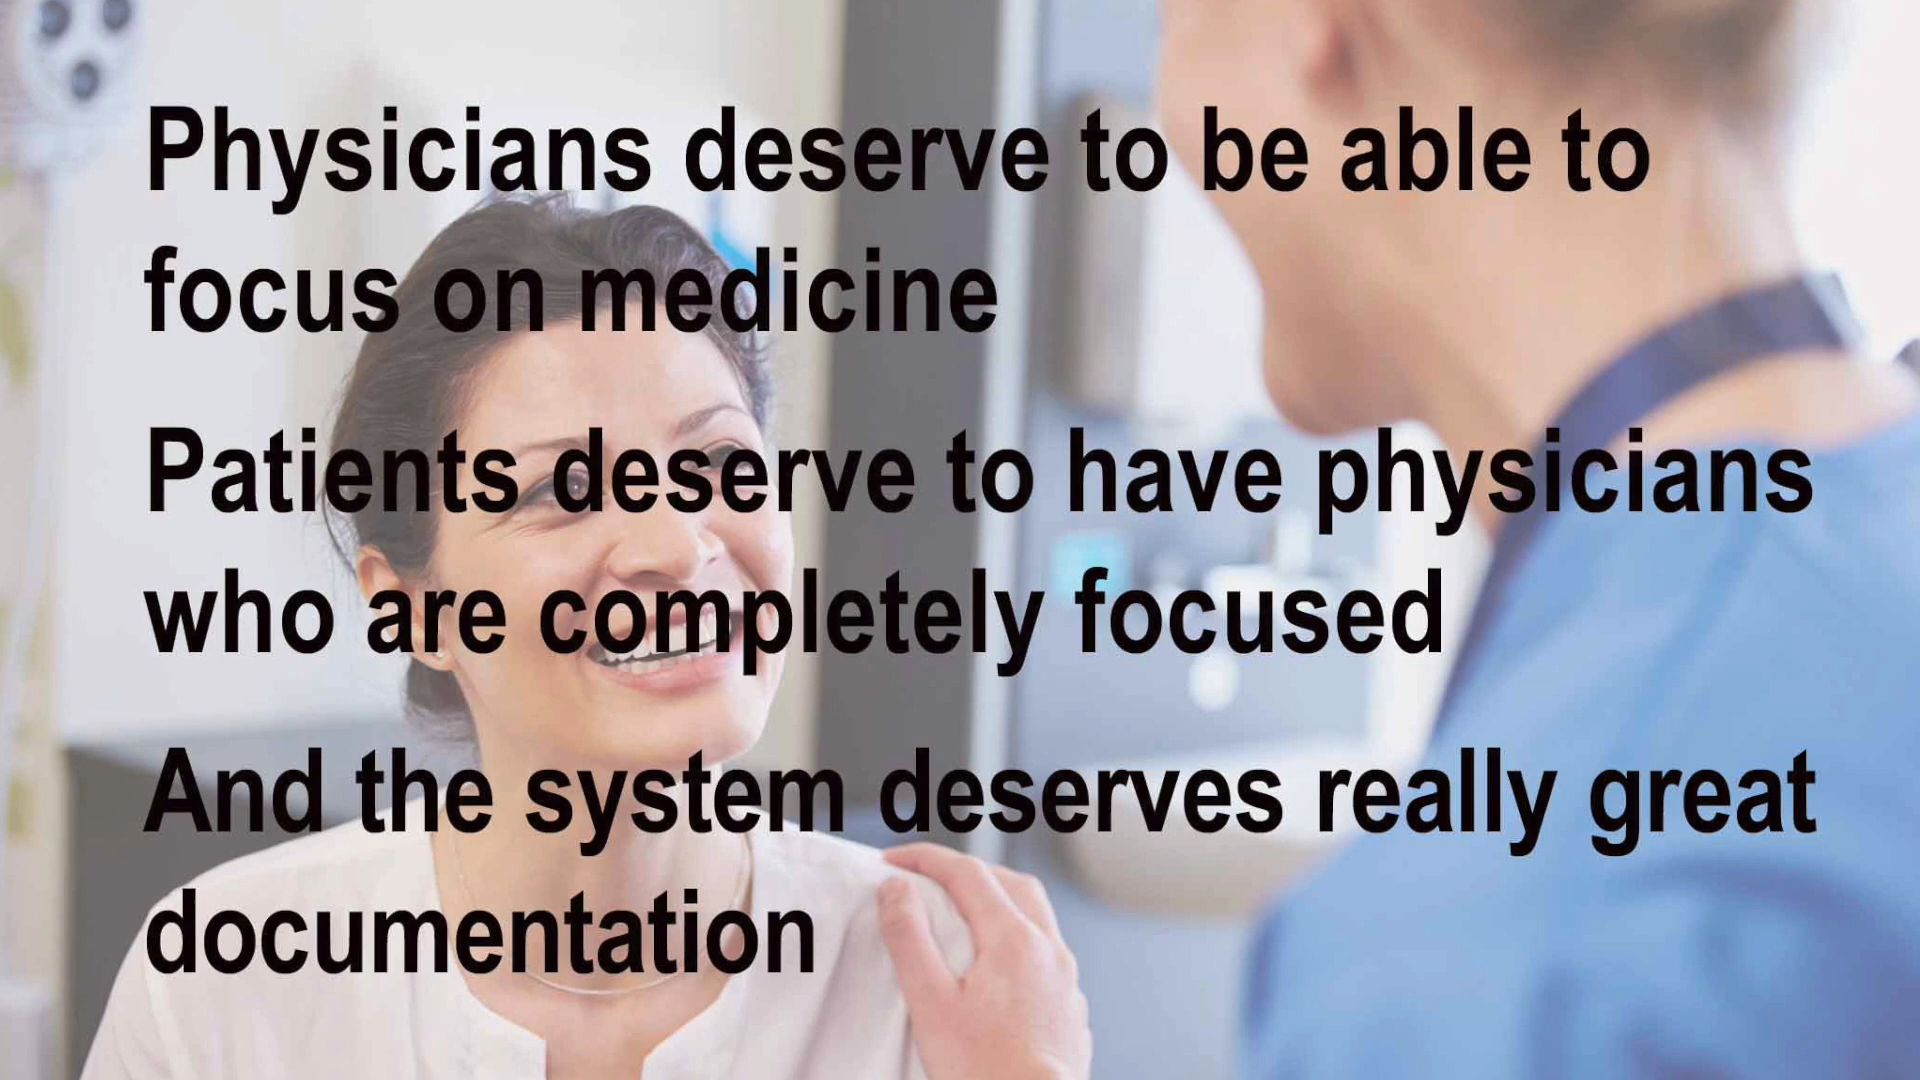 Physicians deserve to be able to
focus on medicine
Patients deserve to have physicians
who are completely focused
And the system deserves really great
documentation